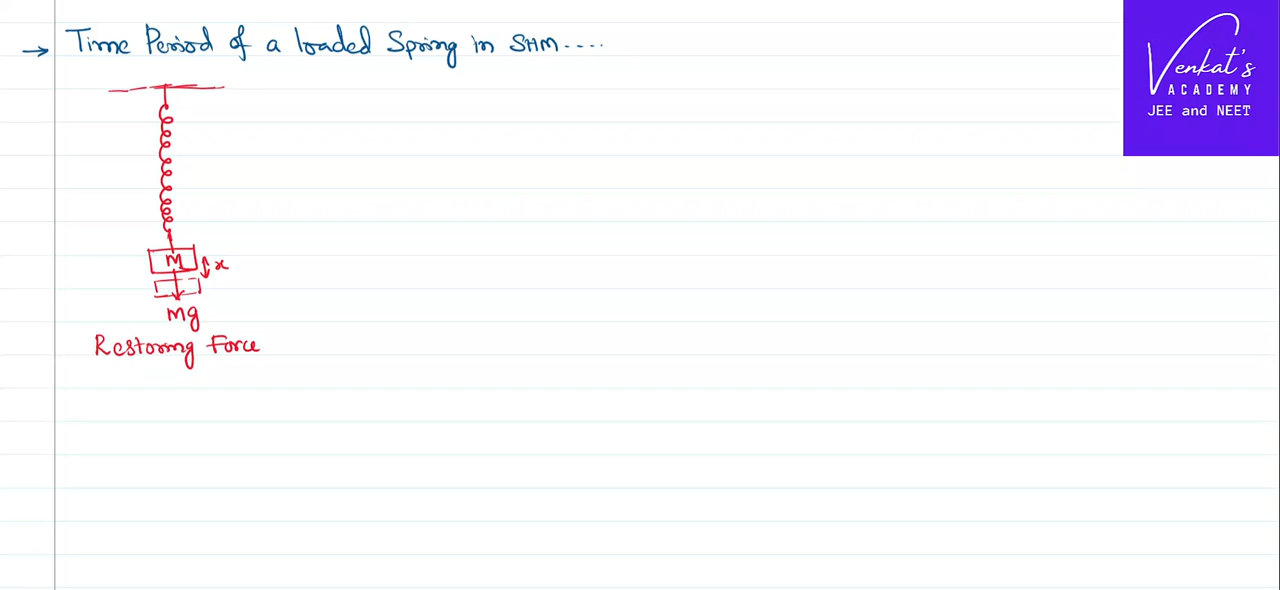 → Time Period of a loaded Spring in SHM....
Venkat's
ACADEMY
JEE and NEET
M
x
Mg
Restoring Force